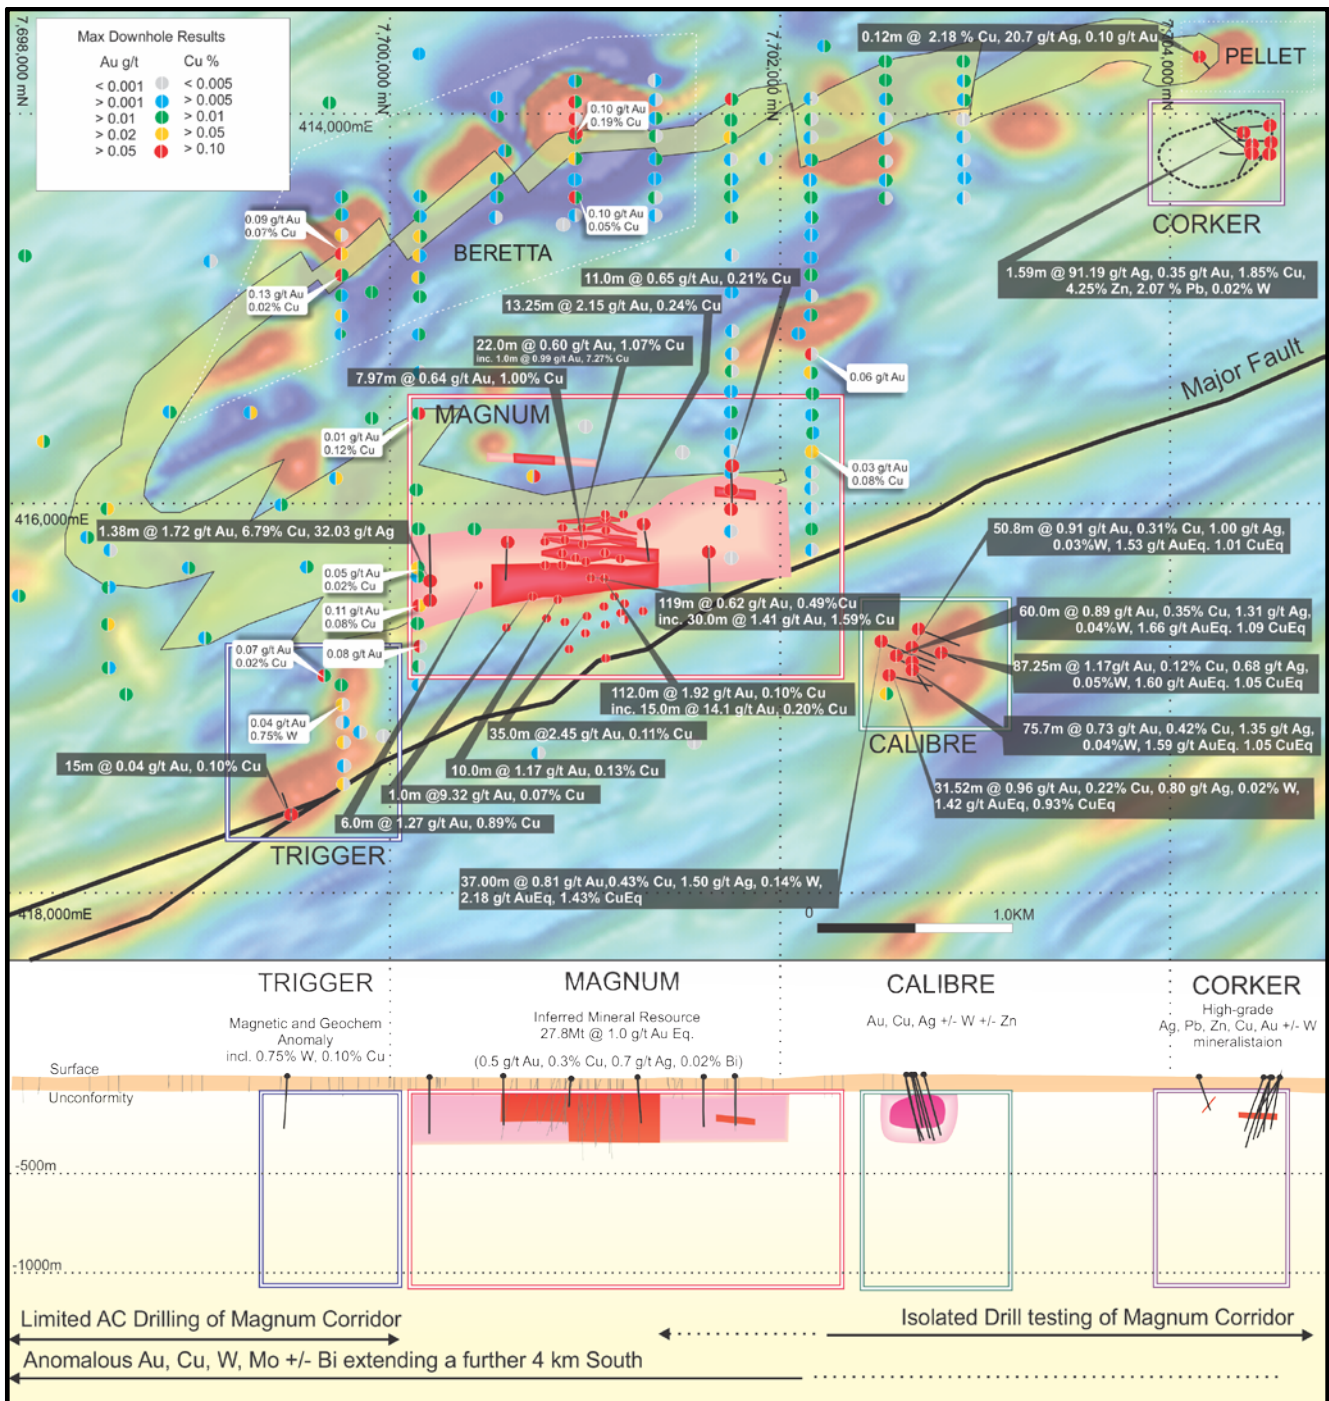 Max Downhole Results
Au g/t Cu %
< 0.001 < 0.005
> 0.001 > 0.005
> 0.01 > 0.01
> 0.02 > 0.05
> 0.05 > 0.10
7,698,000 mN
7,700,000 mN
7,702,000 mN
7,704,000 mN
414,000mE
416,000mE
418,000mE
0.12m @ 2.18 % Cu, 20.7 g/t Ag, 0.10 g/t Au
PELLET
CORKER
1.59m @ 91.19 g/t Ag, 0.35 g/t Au, 1.85% Cu,
4.25% Zn, 2.07 % Pb, 0.02% W
0.10 g/t Au
0.19% Cu
0.10 g/t Au
0.05% Cu
0.09 g/t Au
0.07% Cu
0.13 g/t Au
0.02% Cu
BERETTA
11.0m @ 0.65 g/t Au, 0.21% Cu
13.25m @ 2.15 g/t Au, 0.24% Cu
22.0m @ 0.60 g/t Au, 1.07% Cu
inc. 1.0m @ 0.99 g/t Au, 7.27% Cu
7.97m @ 0.64 g/t Au, 1.00% Cu
0.06 g/t Au
Major Fault
MAGNUM
0.01 g/t Au
0.12% Cu
0.03 g/t Au
0.08% Cu
1.38m @ 1.72 g/t Au, 6.79% Cu, 32.03 g/t Ag
50.8m @ 0.91 g/t Au, 0.31% Cu, 1.00 g/t Ag,
0.03%W, 1.53 g/t AuEq. 1.01 CuEq
0.05 g/t Au
0.02% Cu
0.11 g/t Au
0.08% Cu
119m @ 0.62 g/t Au, 0.49%Cu
inc. 30.0m @ 1.41 g/t Au, 1.59% Cu
60.0m @ 0.89 g/t Au, 0.35% Cu, 1.31 g/t Ag,
0.04%W, 1.66 g/t AuEq. 1.09 CuEq
0.07 g/t Au
0.02% Cu
0.08 g/t Au
87.25m @ 1.17g/t Au, 0.12% Cu, 0.68 g/t Ag,
0.05%W, 1.60 g/t AuEq. 1.05 CuEq
112.0m @ 1.92 g/t Au, 0.10% Cu
inc. 15.0m @ 14.1 g/t Au, 0.20% Cu
0.04 g/t Au
0.75% W
35.0m @2.45 g/t Au, 0.11% Cu
75.7m @ 0.73 g/t Au, 0.42% Cu, 1.35 g/t Ag,
0.04%W, 1.59 g/t AuEq. 1.05 CuEq
CALIBRE
15m @ 0.04 g/t Au, 0.10% Cu
10.0m @ 1.17 g/t Au, 0.13% Cu
1.0m @9.32 g/t Au, 0.07% Cu
31.52m @ 0.96 g/t Au, 0.22% Cu, 0.80 g/t Ag, 0.02% W,
1.42 g/t AuEq, 0.93% CuEq
6.0m @ 1.27 g/t Au, 0.89% Cu
TRIGGER
37.00m @ 0.81 g/t Au,0.43% Cu, 1.50 g/t Ag, 0.14% W,
2.18 g/t AuEq, 1.43% CuEq
0 1.0KM
TRIGGER
Magnetic and Geochem
Anomaly
incl. 0.75% W, 0.10% Cu
MAGNUM
Inferred Mineral Resource
27.8Mt @ 1.0 g/t Au Eq.
(0.5 g/t Au, 0.3% Cu, 0.7 g/t Ag, 0.02% Bi)
CALIBRE
Au, Cu, Ag +/- W +/- Zn
CORKER
High-grade
Ag, Pb, Zn, Cu, Au +/- W
mineralistaion
Surface
Unconformity
-500m
-1000m
Limited AC Drilling of Magnum Corridor
Isolated Drill testing of Magnum Corridor
Anomalous Au, Cu, W, Mo +/- Bi extending a further 4 km South